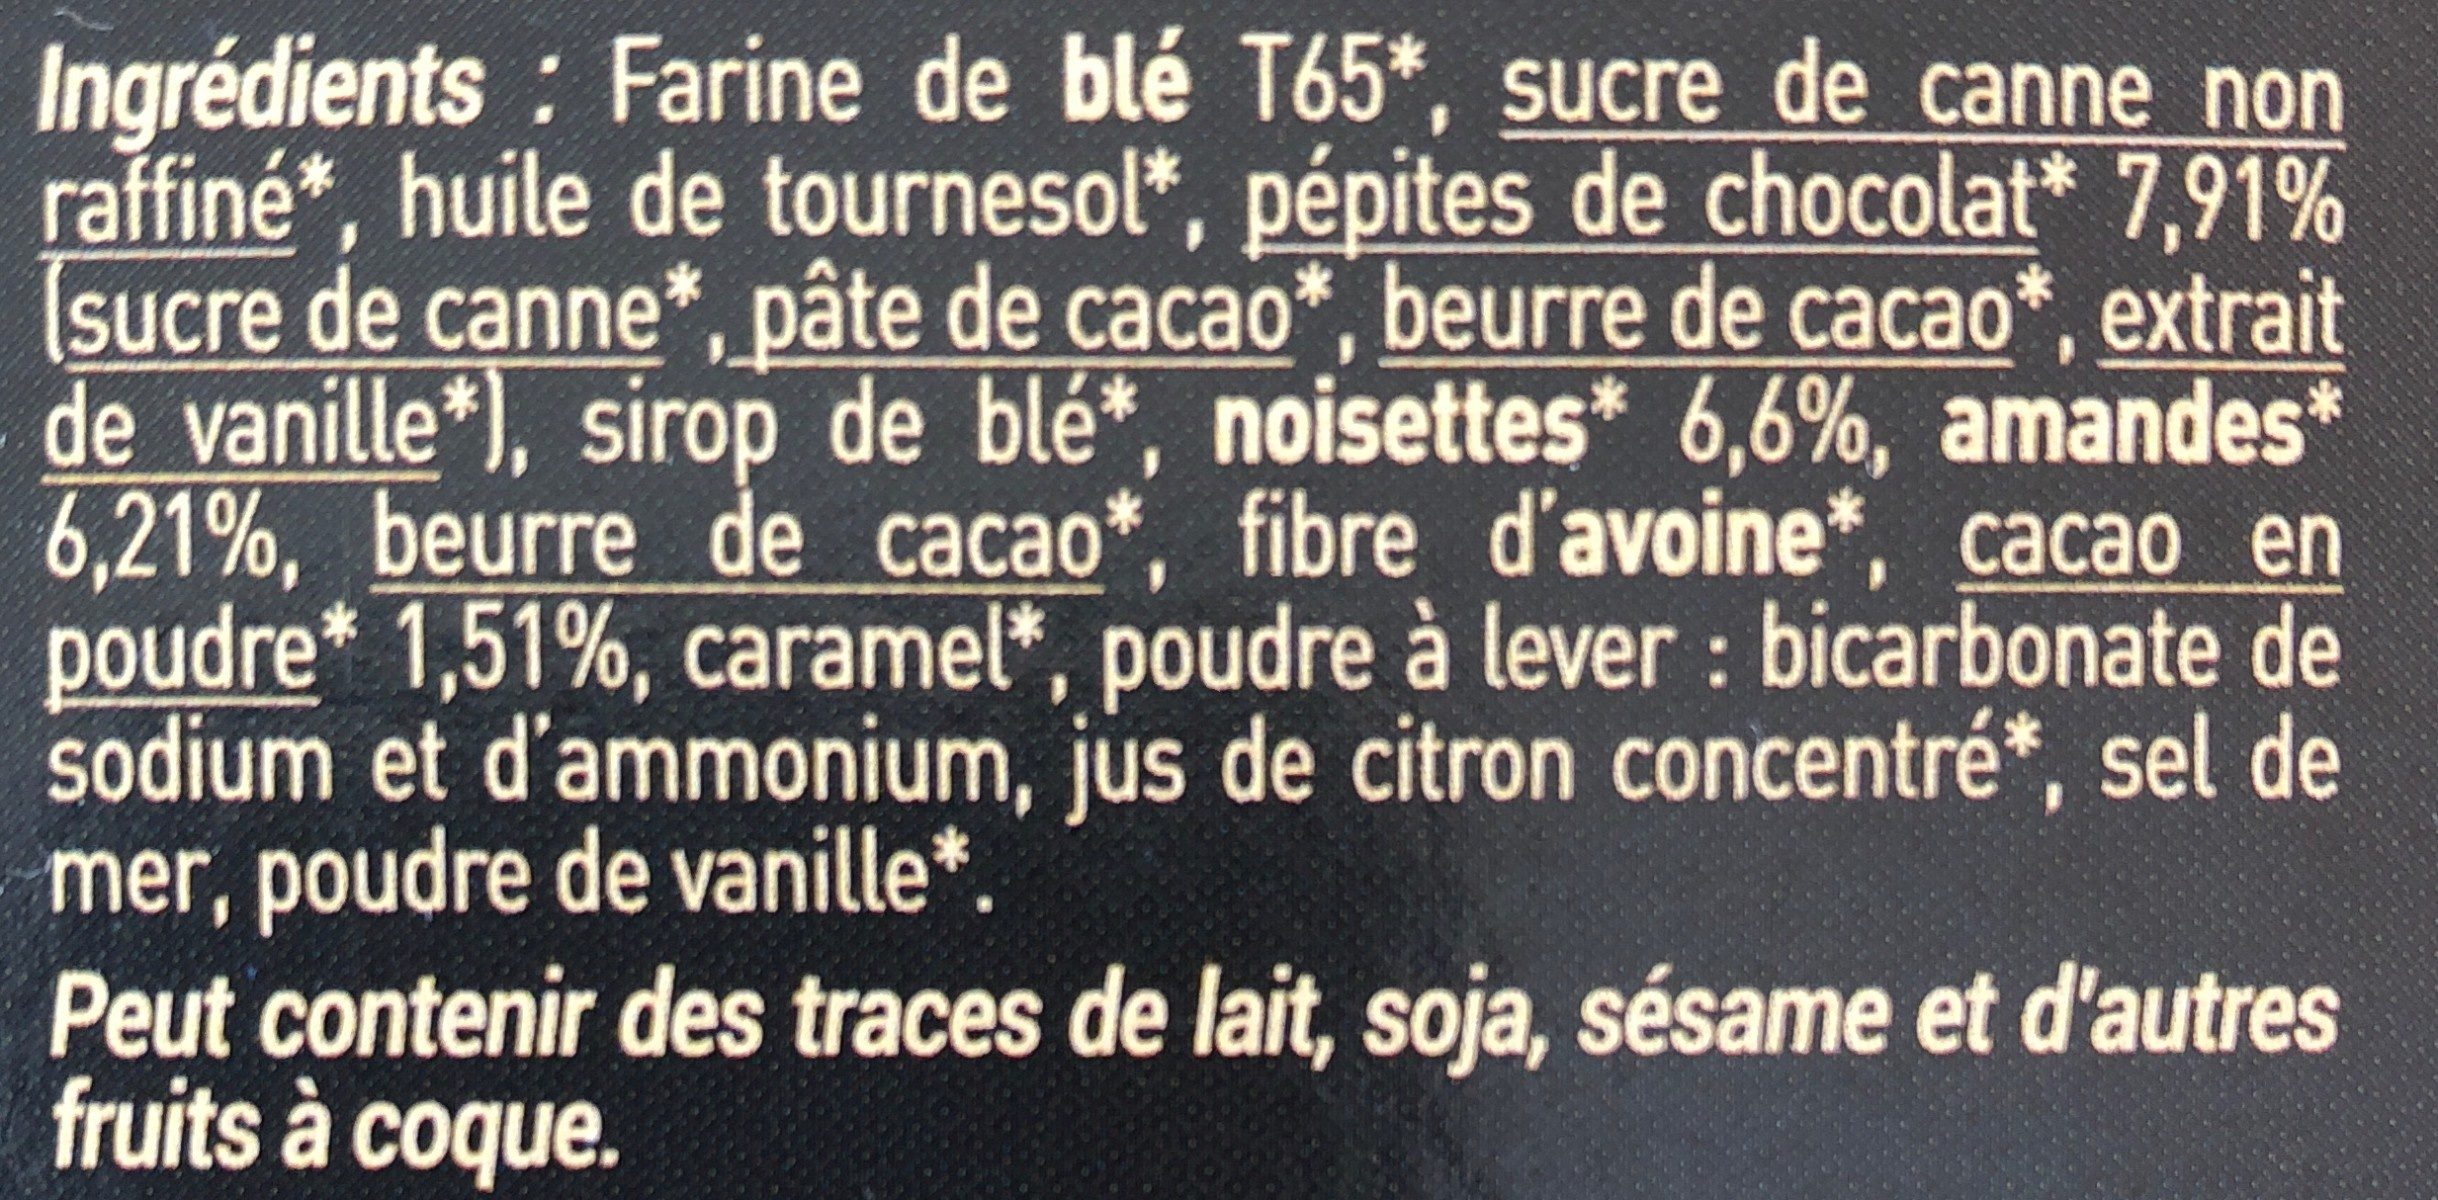 Ingrédients : Farine de blé T65*, sucre de canne non
raffiné*, huile de tournesol*, pépites de chocolat* 7,91%
(sucre de canne*, pâte de cacao*, beurre de cacao*, extrait
de vanille*), sirop de blé*, noisettes* 6,6%, amandes*
6,21%, beurre de cacao*, fibre d'avoine*, cacao en
poudre* 1,51%, caramel*, poudre à lever : bicarbonate de
sodium et d'ammonium, jus de citron concentré*, sel de
mer, poudre de vanille*.
Peut contenir des traces de lait, soja, sésame et d'autres
fruits à coque.